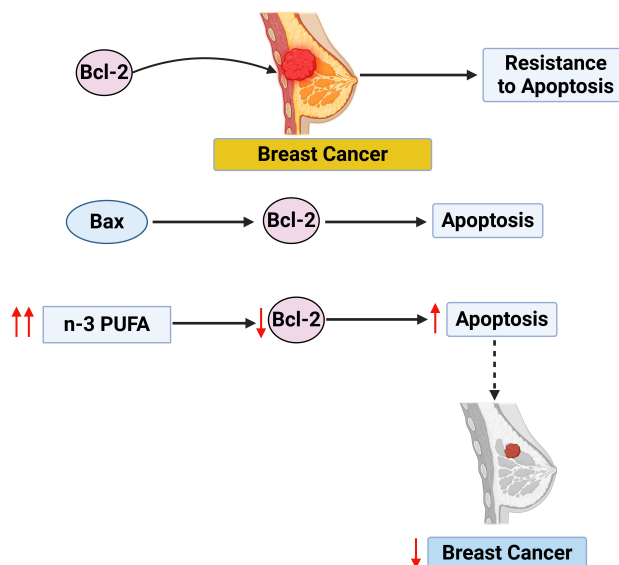 Bcl-2
Resistance
to Apoptosis
Breast Cancer
Bax
Bcl-2
Apoptosis
n-3 PUFA
Bcl-2
Apoptosis
Breast Cancer